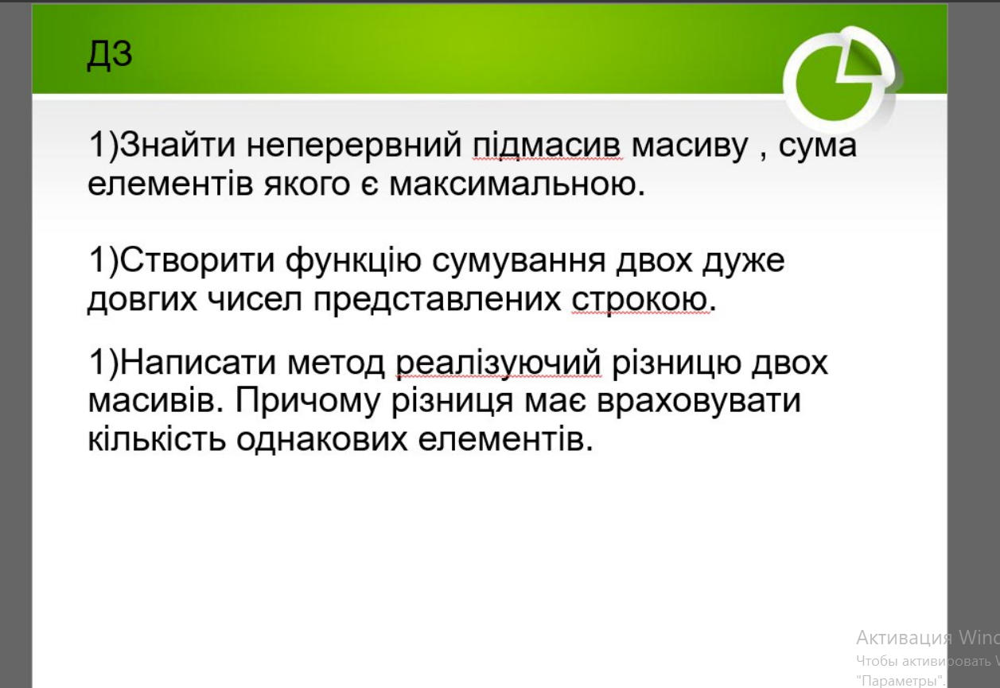 ДЗ
1)Знайти неперервний підмасив масиву , сума
елементів якого є максимальною.
1)Створити функцію сумування двох дуже
довгих чисел представлених строкою.
1)Написати метод реалізуючий різницю двох
масивів. Причому різниця має враховувати
кількість однакових елементів.
Активация Wind
Чтобы активировать
"Параметры".